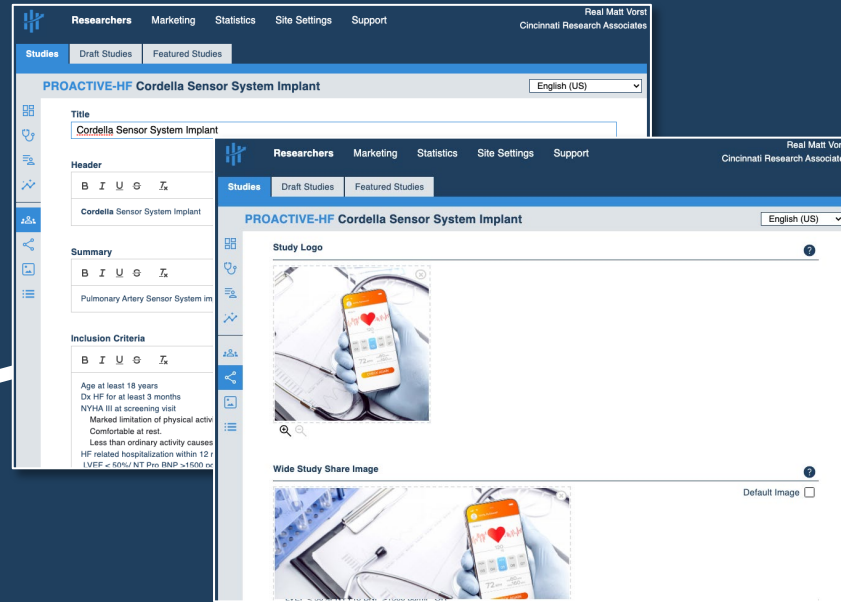 Researchers Marketing Statistics Site Settings Support
Real Matt Vorst
Cincinnati Research Associates
Studies Draft Studies Featured Studies
PROACTIVE-HF Cordella Sensor System Implant
English (US)
Title
Cordella Sensor System Implant
Header
B I U S Tx
Cordella Sensor System Implant
Summary
B I U S Tx
Pulmonary Artery Sensor System im
Inclusion Criteria
B I U S Tx
Age at least 18 years
Dx HF for at least 3 months
NYHA III at screening visit
Marked limitation of physical activi
Comfortable at rest.
Less than ordinary activity causes
HF related hospitalization within 12
LVEF < 50%/ NT Pro BNP >1500
Researchers Marketing Statistics Site Settings Support
Real Matt Vor
Cincinnati Research Associate
Studies Draft Studies Featured Studies
PROACTIVE-HF Cordella Sensor System Implant
English (US)
Study Logo
?
72
Wide Study Share Image
?
Default Image